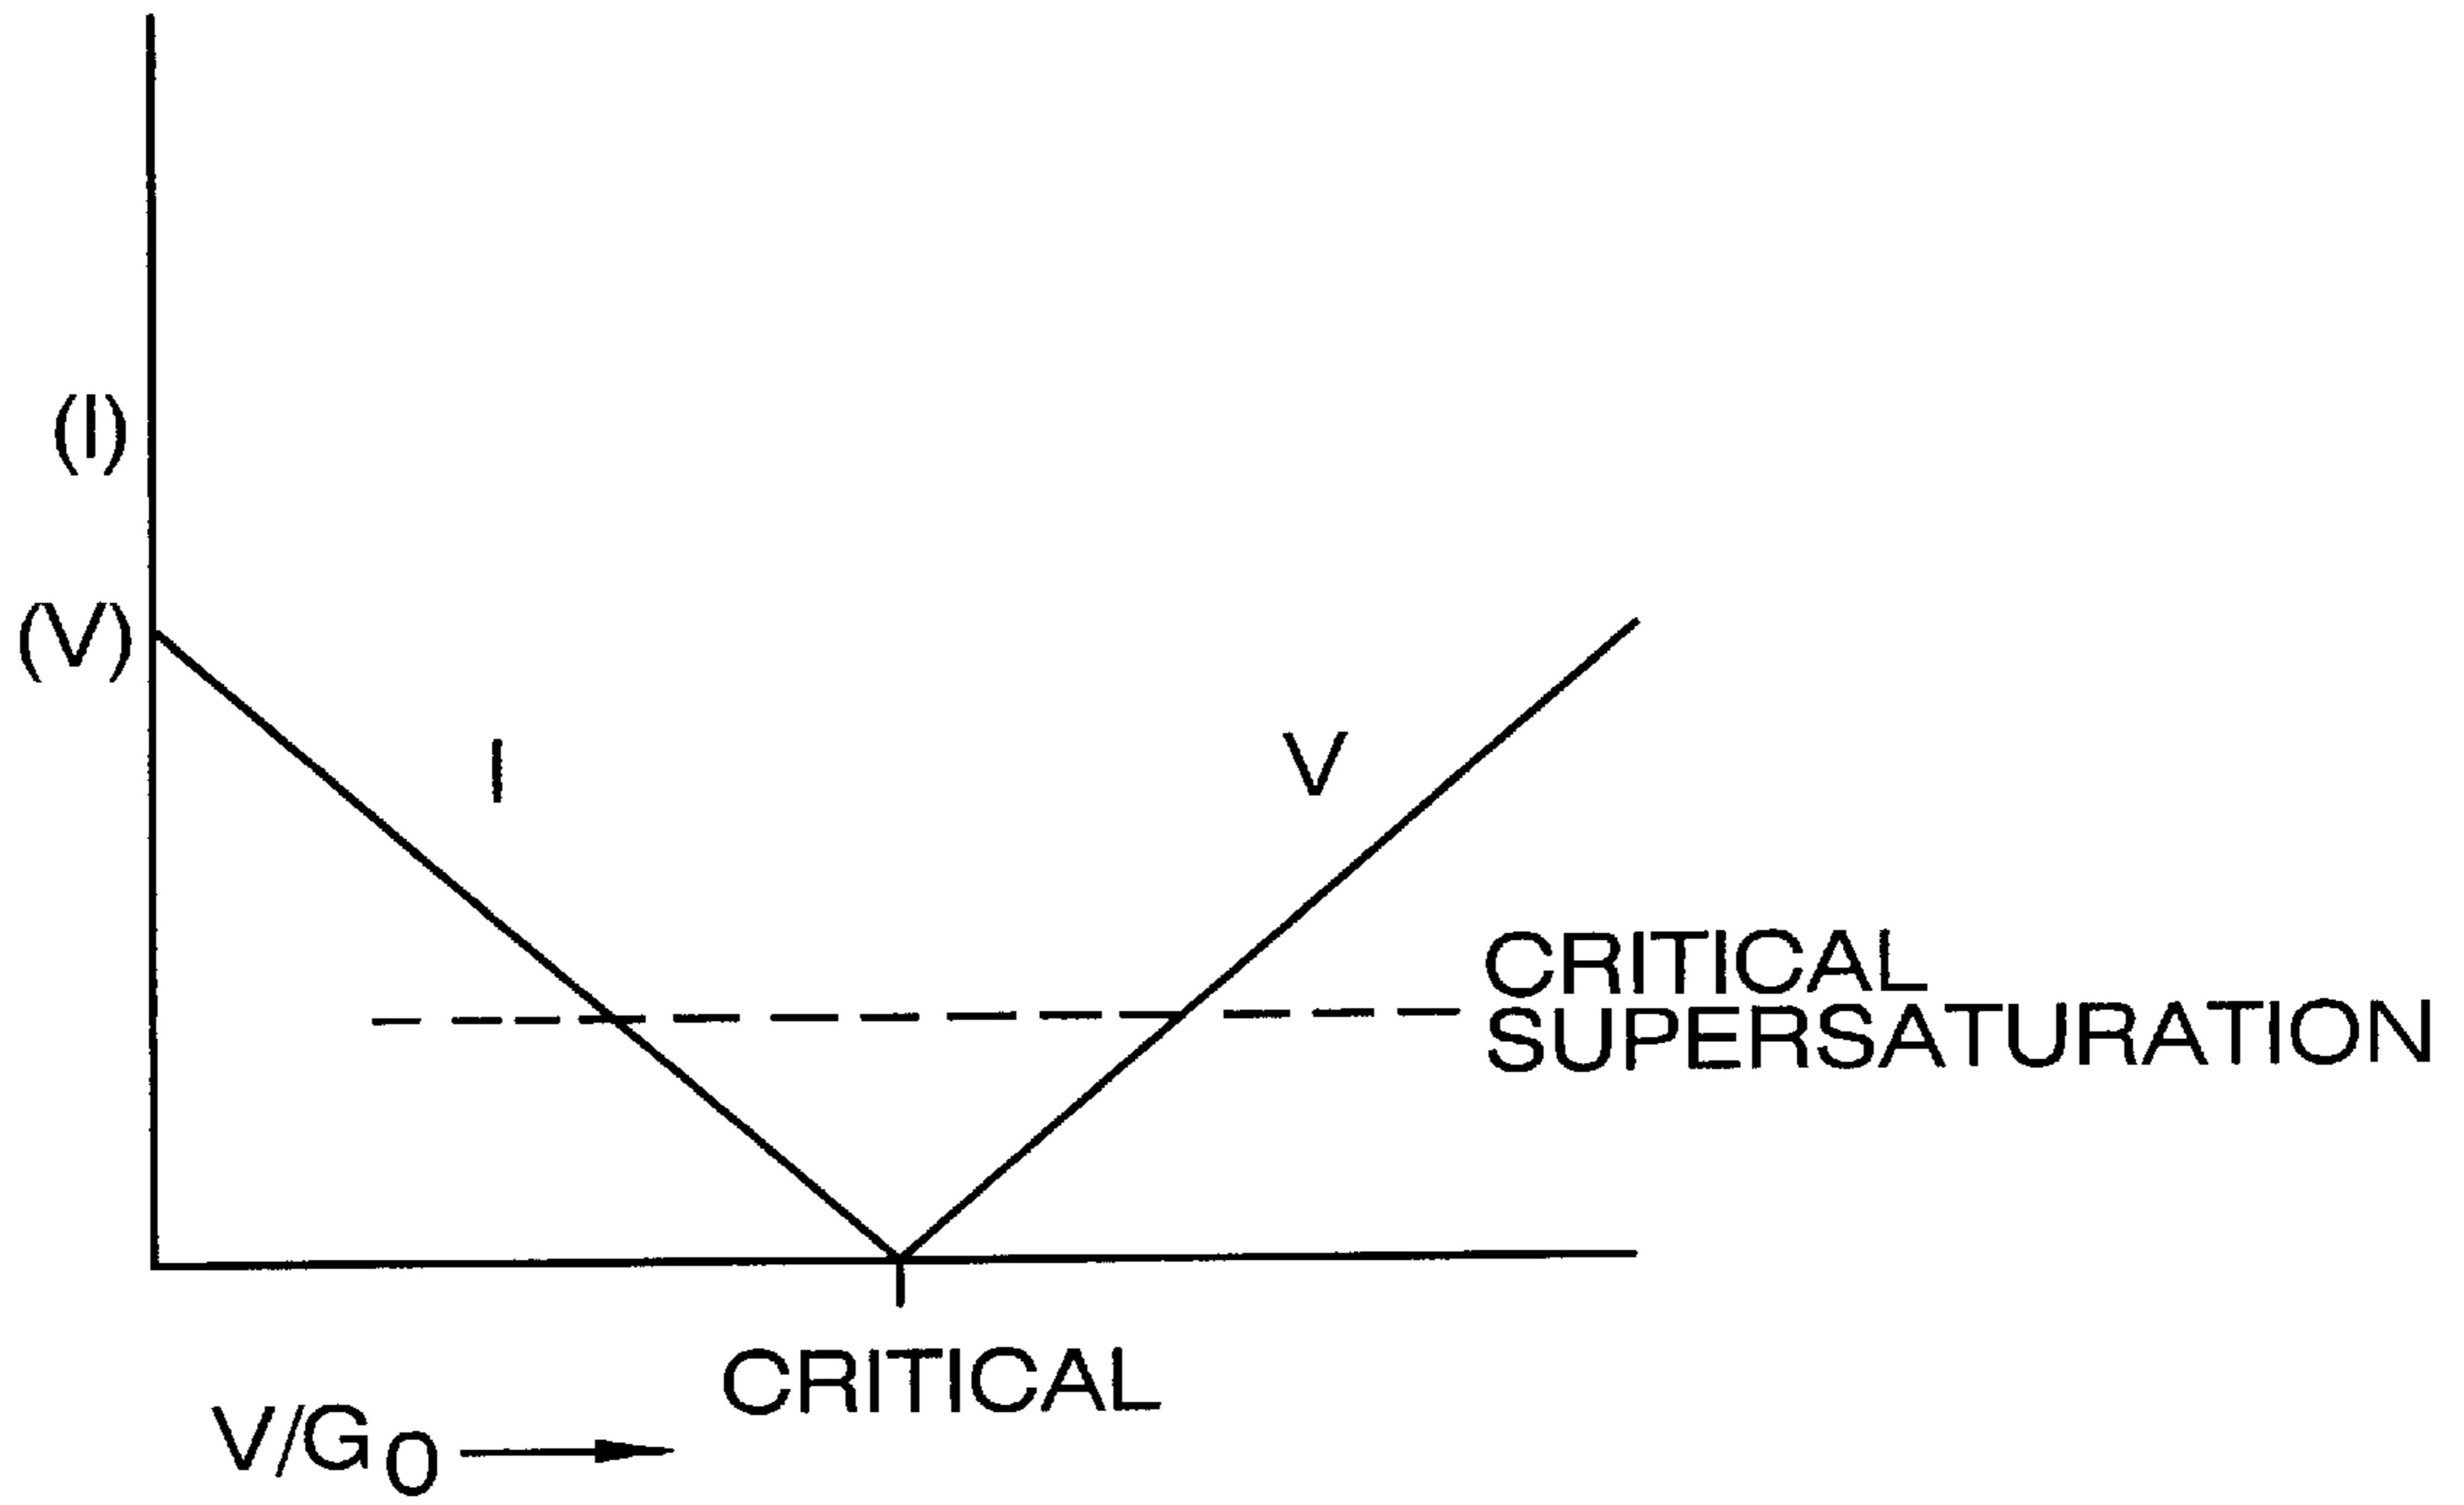 (I)
(V)
I
V
CRITICAL
SUPERSATURATION
CRITICAL
V/G0